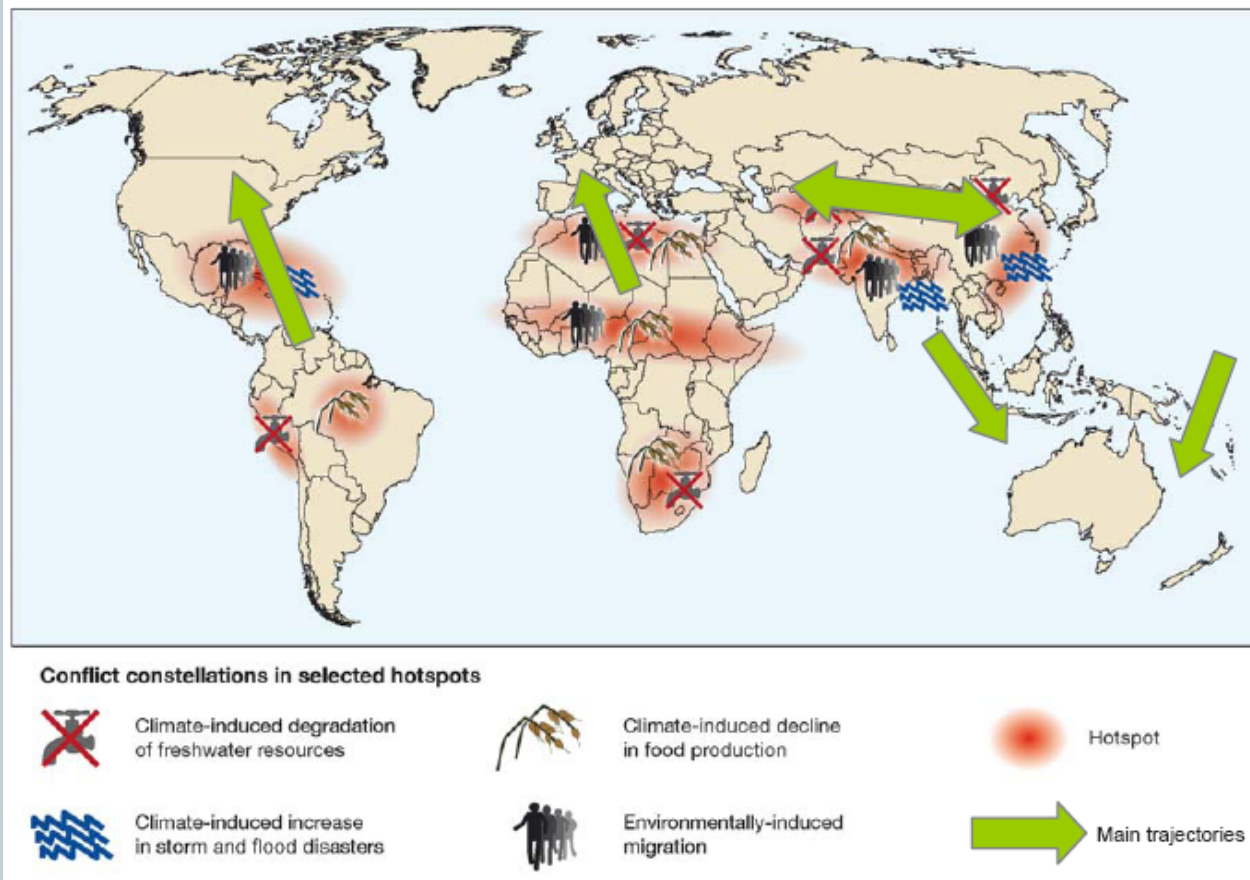 Conflict constellations in selected hotspots
Climate-induced degradation
of freshwater resources
Climate-induced decline
in food production
Hotspot
Climate-induced increase
in storm and flood disasters
Environmentally-induced
migration
Main trajectories